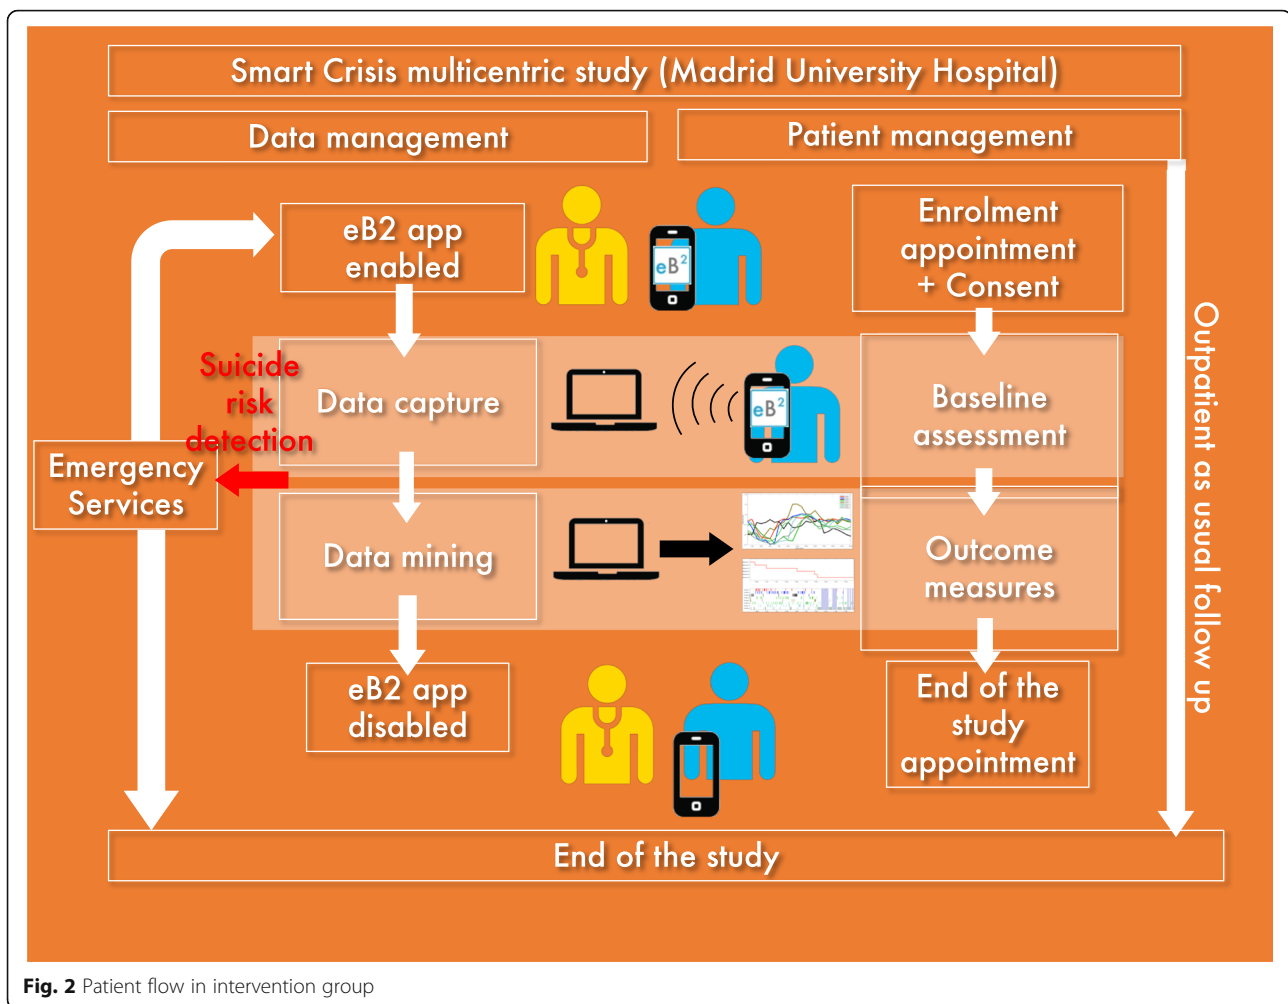 Smart Crisis multicentric study (Madrid University Hospital)
Data management
Patient management
eB2 app
enabled
eB²
Enrolment
appointment
+ Consent
Suicide
risk
detection
Data capture
eB²
Baseline
assessment
Outpatient as usual follow up
Emergency
Services
Data mining
Outcome
measures
eB2 app
disabled
End of the
study
appointment
End of the study
Fig. 2 Patient flow in intervention group